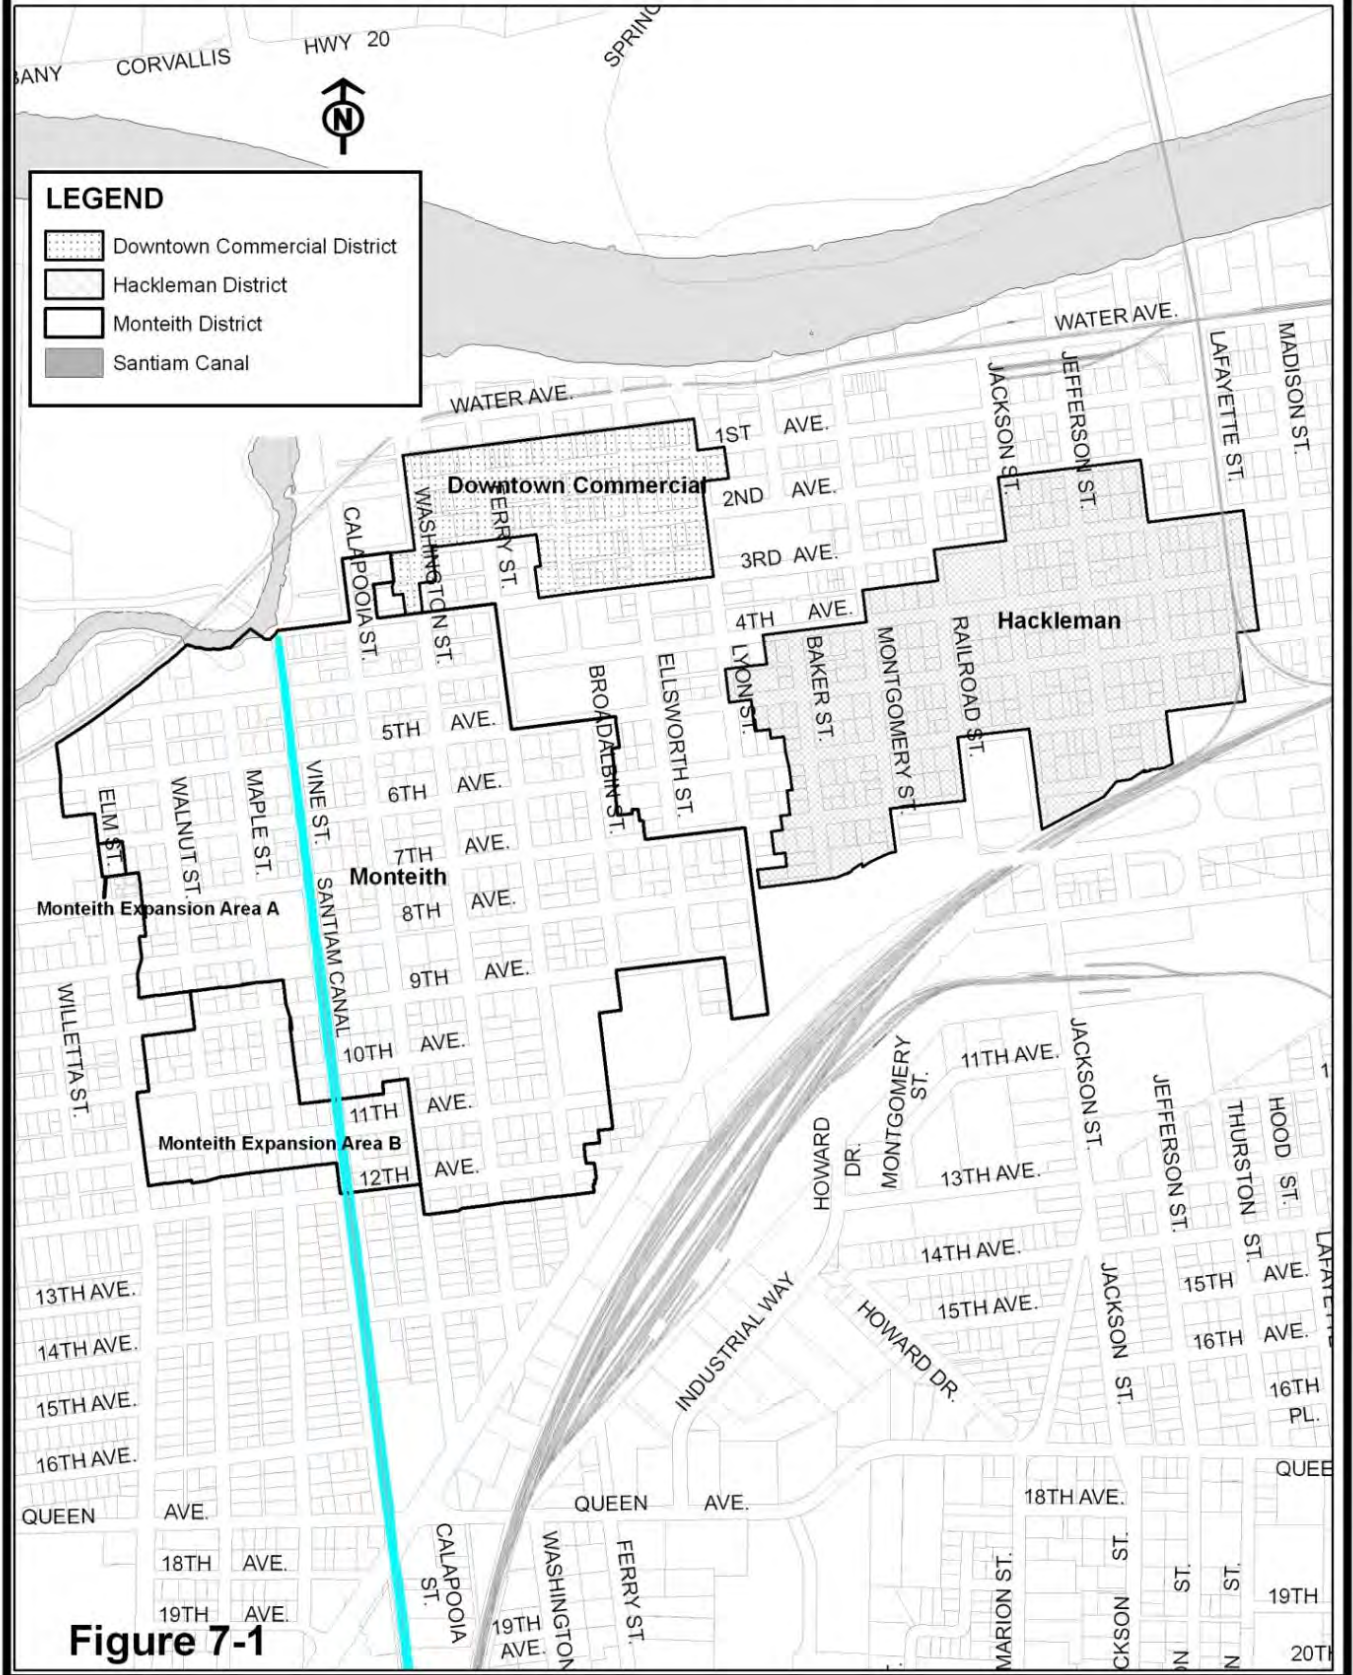 HWY 20
CORVALLIS
N
LEGEND
Downtown Commercial District
Hackleman District
Monteith District
Santiam Canal
WATER AVE.
WATER AVE.
LAFAYETTE ST.
MADISON ST.
JACKSON ST.
JEFFERSON ST.
1ST AVE.
Downtown Commercial
2ND AVE.
CALAPOOIA ST.
WASHINGTON ST.
FERRY ST.
3RD AVE.
4TH AVE.
Hackleman
BROADALBIN ST.
ELLSWORTH ST.
LYON ST.
BAKER ST.
MONTGOMERY ST.
RAILROAD ST.
5TH AVE.
6TH AVE.
ELM ST.
WALNUT ST.
MAPLE ST.
VINE ST.
7TH AVE.
Monteith
8TH AVE.
Monteith Expansion Area A
SANTIAM CANAL
9TH AVE.
WILLETTA ST.
10TH AVE.
11TH AVE.
Monteith Expansion Area B
12TH AVE.
MONTGOMERY ST.
11TH AVE.
JACKSON ST.
HOWARD DR.
13TH AVE.
JEFFERSON ST.
THURSTON ST.
HOOD ST.
14TH AVE.
15TH AVE.
15TH AVE.
16TH AVE.
16TH PL.
JACKSON ST.
INDUSTRIAL WAY
HOWARD DR.
13TH AVE.
14TH AVE.
15TH AVE.
16TH AVE.
QUEEN AVE.
QUEEN AVE.
QUEE
18TH AVE.
18TH AVE.
19TH AVE.
CALAPOOIA ST.
19TH AVE.
WASHINGTON
FERRY ST.
MARION ST.
CKSON ST.
ST.
ST.
19TH
20TH
Figure 7-1